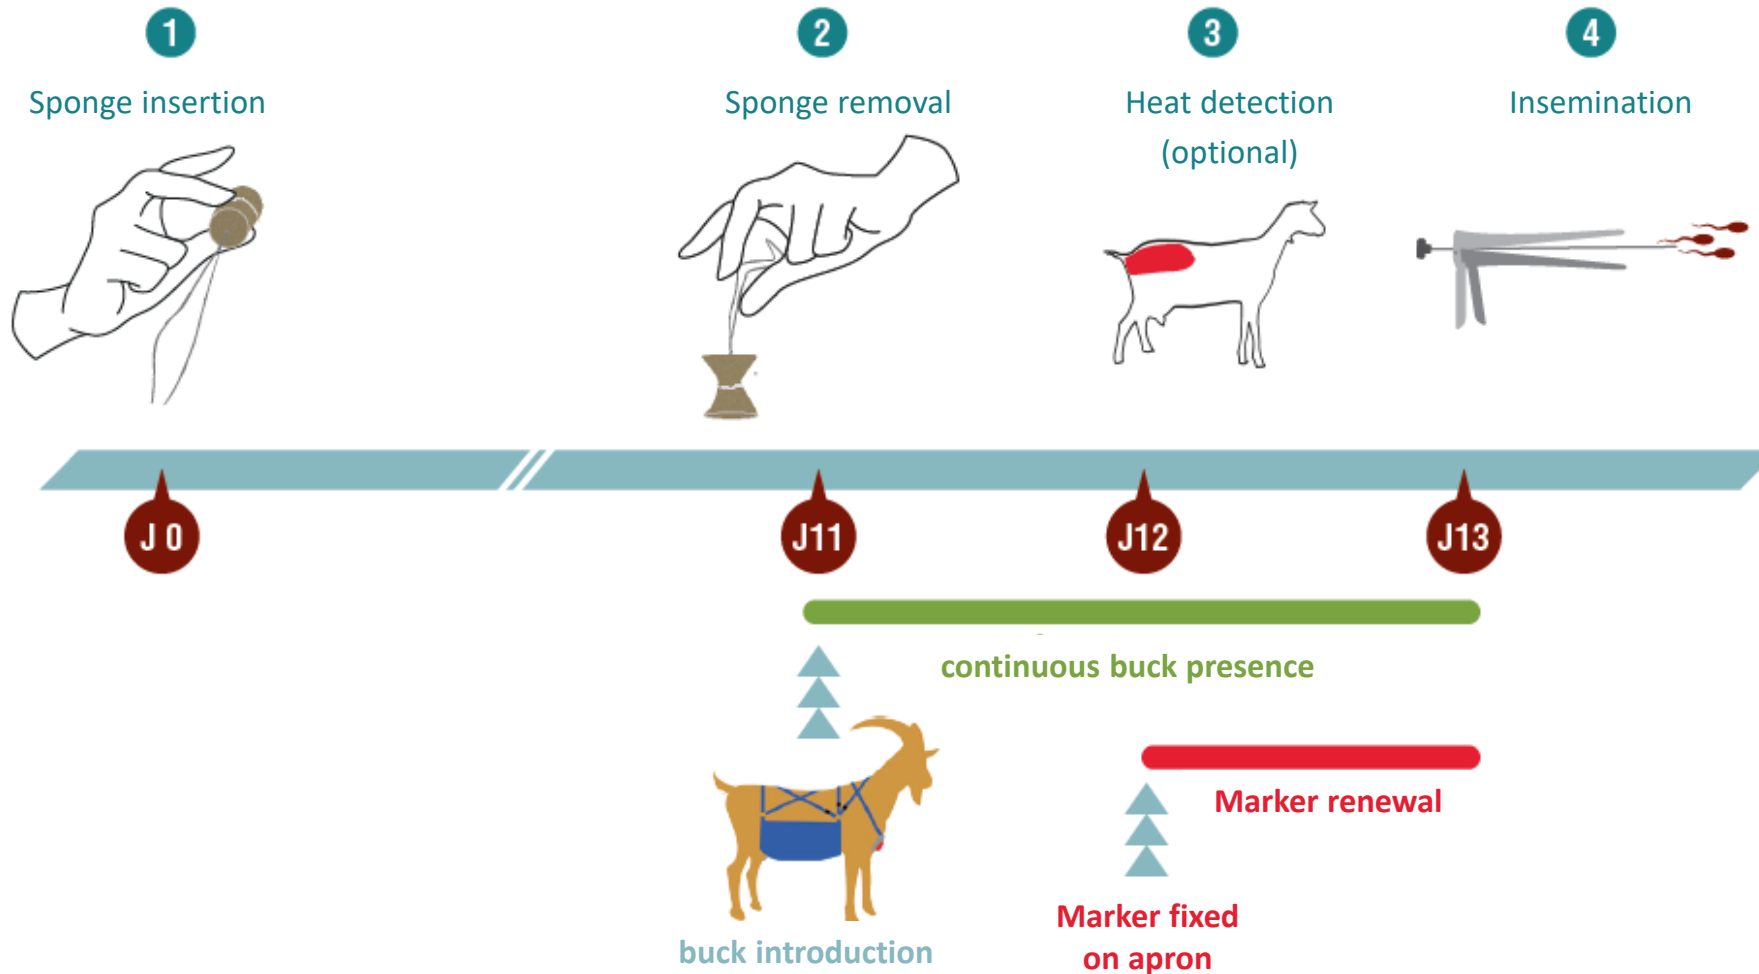 1
2
3
4
Sponge insertion
Sponge removal
Heat detection
(optional)
Insemination
J 0
J11
J12
J13
continuous buck presence
Marker renewal
Marker fixed
on apron
buck introduction